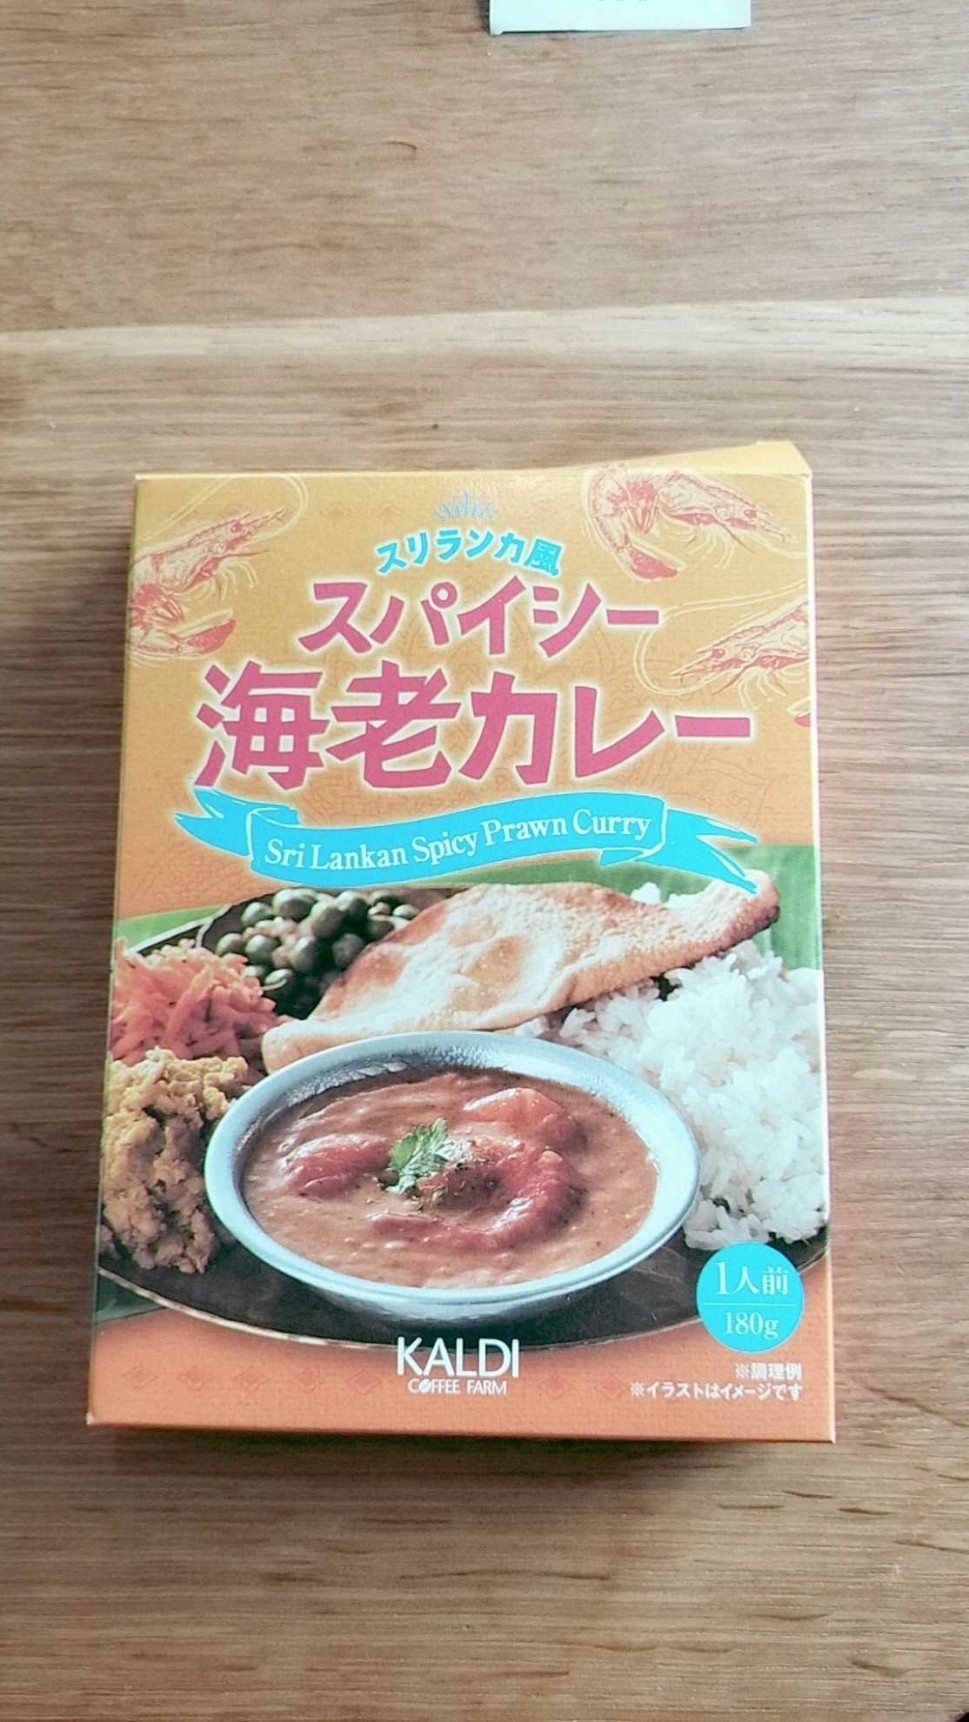 スリランカ風
スパイシー
海老カレー
Sri Lankan Spicy Prawn Curry
1人前
180g
KALDI
COFFEE FARM
※調理例
※イラストはイメージです